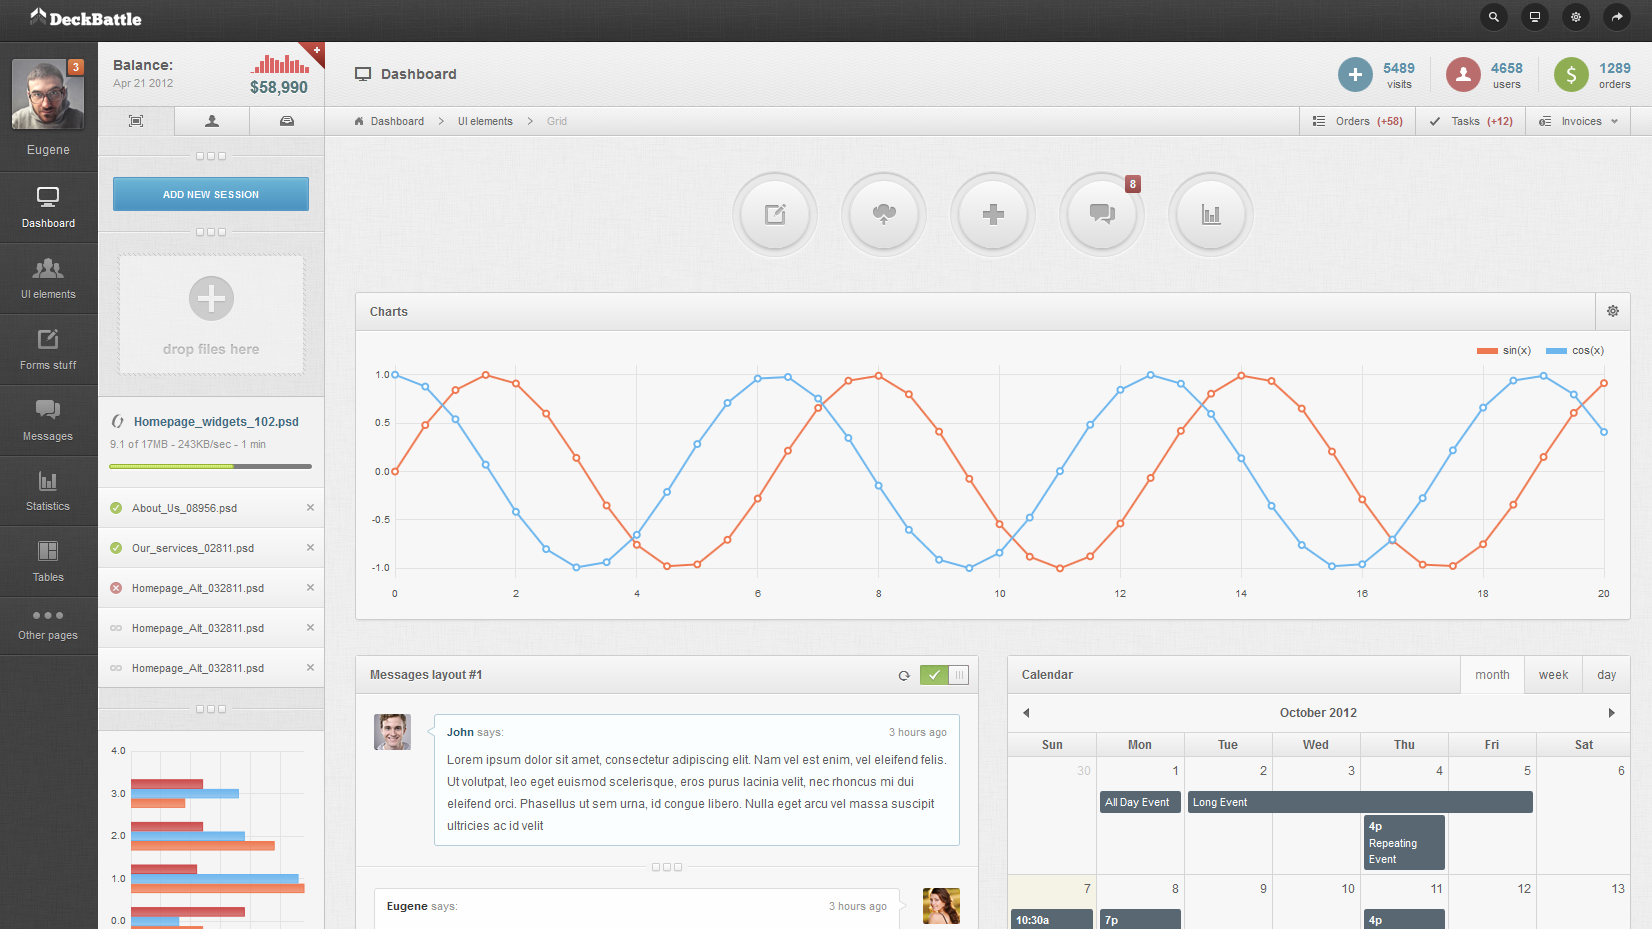 DeckBattle
3
Eugene
Dashboard
UI elements
Forms stuff
Messages
Statistics
Tables
Other pages
Balance:
Apr 21 2012
$58,990
+
ADD NEW SESSION
drop files here
Homepage_widgets_102.psd
9.1 of 17MB - 243KB/sec - 1 min
About_Us_08956.psd
Our_services_02811.psd
Homepage_Alt_032811.psd
Homepage_Alt_032811.psd
Homepage_Alt_032811.psd
4.0
3.0
2.0
1.0
0.0
Dashboard
5489
visits
4658
users
$
1289
orders
Dashboard > UI elements > Grid
Orders (+58)
Tasks (+12)
Invoices
8
Charts
sin(x) cos(x)
1.0
0.5
0.0
-0.5
-1.0
0 2 4 6 8 10 12 14 16 18 20
Messages layout #1
John says: 3 hours ago
Lorem ipsum dolor sit amet, consectetur adipiscing elit. Nam vel est enim, vel eleifend felis.
Ut volutpat, leo eget euismod scelerisque, eros purus lacinia velit, nec rhoncus mi dui
eleifend orci. Phasellus ut sem urna, id congue libero. Nulla eget arcu vel massa suscipit
ultricies ac id velit
Eugene says: 3 hours ago
Calendar
month week day
October 2012
Sun Mon Tue Wed Thu Fri Sat
30 1 2 3 4 5 6
All Day Event
Long Event
4p
Repeating
Event
7 8 9 10 11 12 13
10:30a
7p
4p